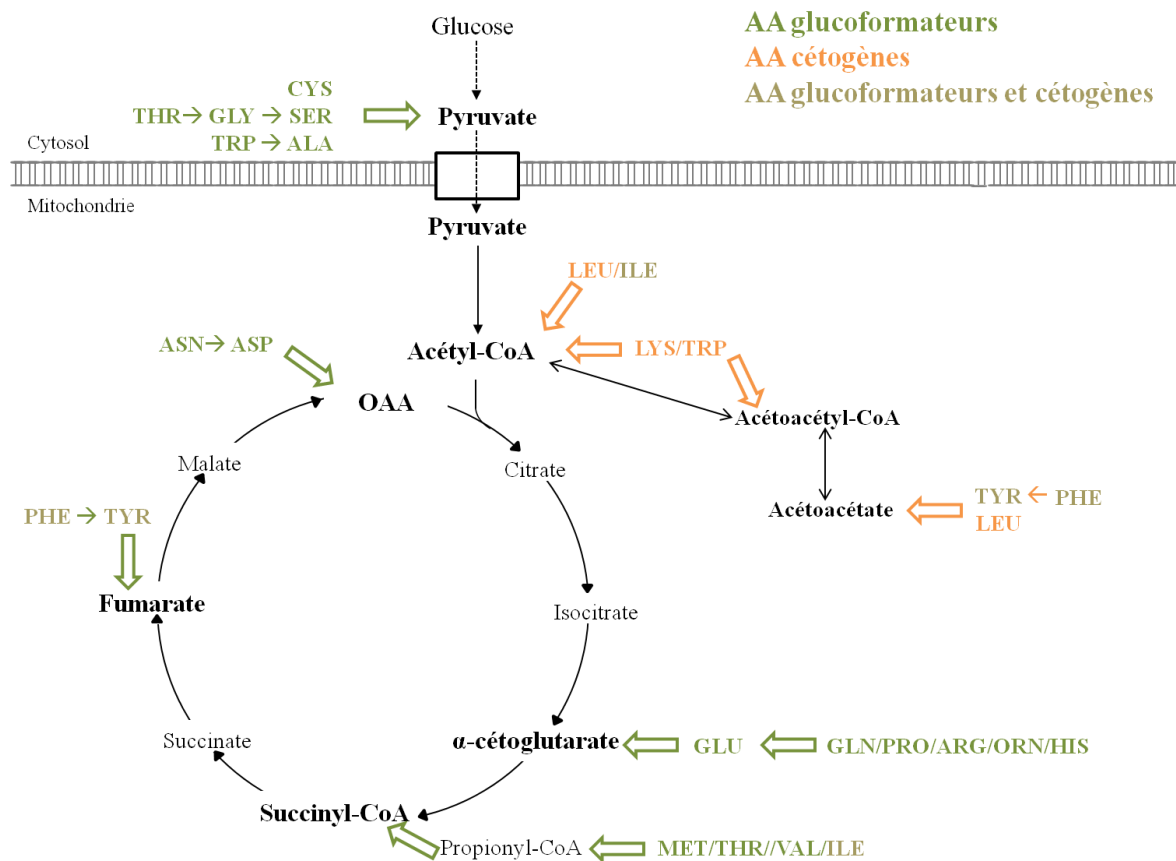 Glucose
AA glucoformateurs
AA cétogènes
AA glucoformateurs et cétogènes
CYS
THR→ GLY → SER
TRP → ALA
Pyruvate
Cytosol
Mitochondrie
Pyruvate
LEU/ILE
ASN→ ASP
Acétyl-CoA
LYS/TRP
OAA
Acétoacétyl-CoA
Malate
Citrate
PHE → TYR
TYR ← PHE
LEU
Acétoacétate
Fumarate
Isocitrate
Succinate
α-cétoglutarate
GLU
GLN/PRO/ARG/ORN/HIS
Succinyl-CoA
Propionyl-CoA
MET/THR//VAL/ILE